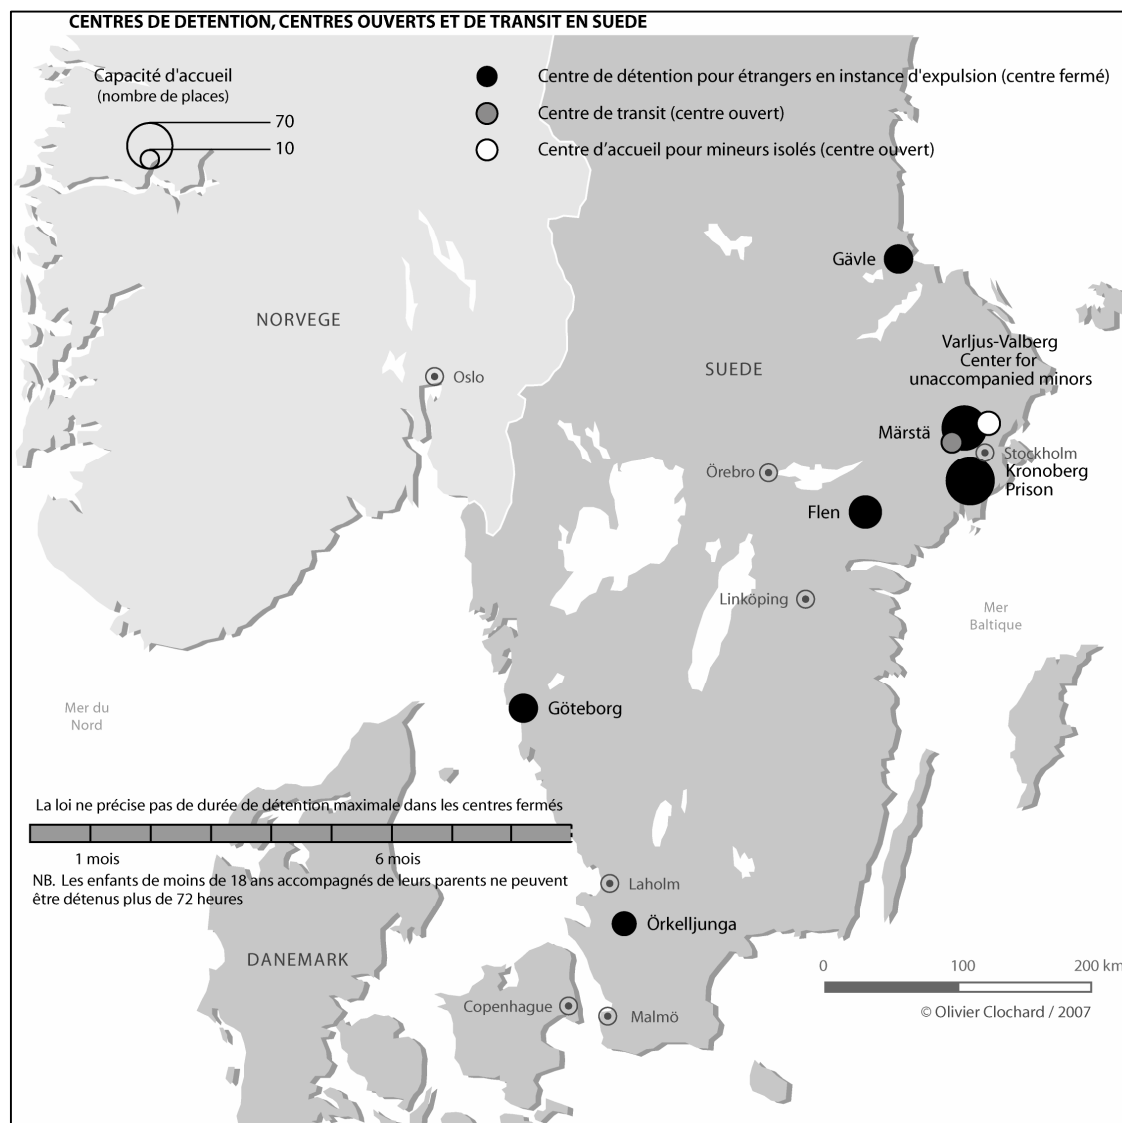 CENTRES DE DETENTION, CENTRES OUVERTS ET DE TRANSIT EN SUEDE
Capacité d'accueil
(nombre de places)
70
10
Centre de détention pour étrangers en instance d'expulsion (centre fermé)
Centre de transit (centre ouvert)
Centre d’accueil pour mineurs isolés (centre ouvert)
Gävle
NORVEGE
Varljus-Valberg
Center for
unaccompanied minors
SUEDE
Oslo
Märstä
Stockholm
Örebro
Kronoberg
Prison
Flen
Linköping
Mer
Baltique
Mer du
Nord
Göteborg
La loi ne précise pas de durée de détention maximale dans les centres fermés
1 mois
6 mois
NB. Les enfants de moins de 18 ans accompagnés de leurs parents ne peuvent
être détenus plus de 72 heures
Laholm
Örkelljunga
DANEMARK
0
100
200 km
Copenhague
Malmö
© Olivier Clochard / 2007